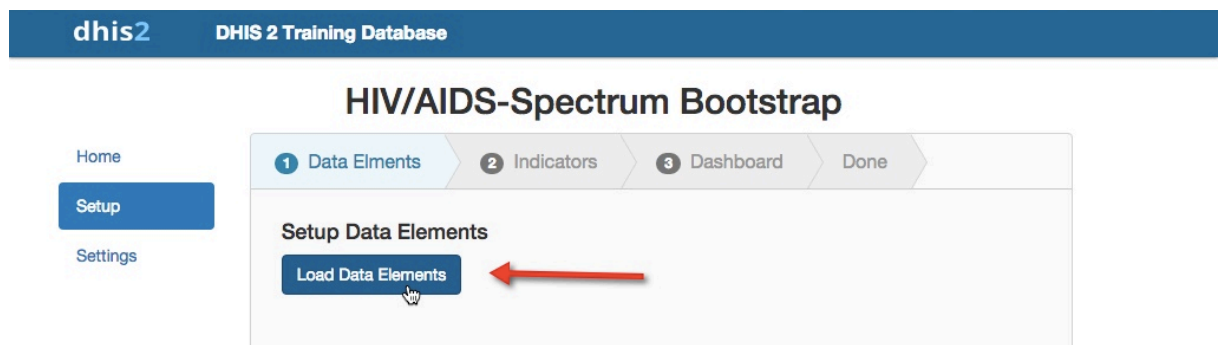 dhis2 DHIS 2 Training Database
HIV/AIDS-Spectrum Bootstrap
Home
Setup
Settings
1 Data Elments 2 Indicators 3 Dashboard Done
Setup Data Elements
Load Data Elements